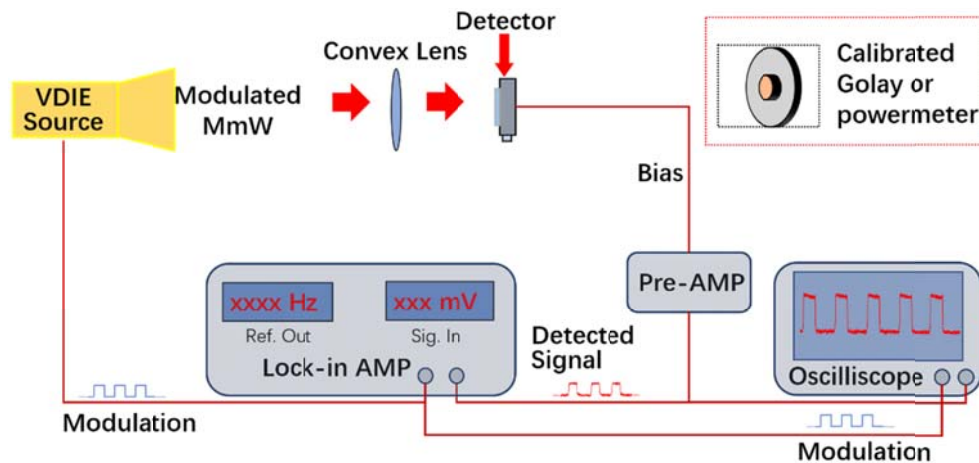 Detector
Convex Lens
VDIE
Source
Modulated
MmW
Calibrated
Golay or
powermeter
Bias
Pre-AMP
xxxx Hz
xxx mV
Ref. Out
Sig. In
Lock-in AMP
Detected
Signal
Oscilliscope
Modulation
Modulation